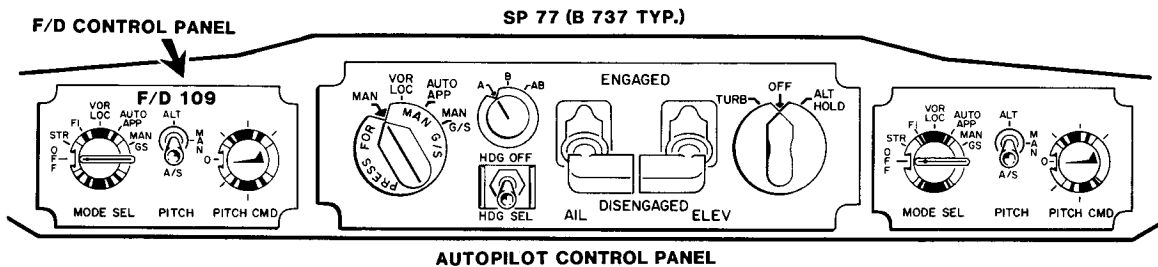 SP 77 (B 737 TYP.)
F/D CONTROL PANEL
F/D 109
OFF
STR
FI
VOR LOC
AUTO APP
MAN GS
MODE SEL
ALT
MAN
A/S
PITCH
O
PITCH CMD
MAN
VOR LOC
AUTO APP
MAN G/S
PRESS FOR MAN G/S
A
B
AB
HDG OFF
HDG SEL
ENGAGED
DISENGAGED
AIL
ELEV
TURB
OFF
ALT HOLD
OFF
STR
FI
VOR LOC
AUTO APP
MAN GS
MODE SEL
ALT
MAN
A/S
PITCH
O
PITCH CMD
AUTOPILOT CONTROL PANEL